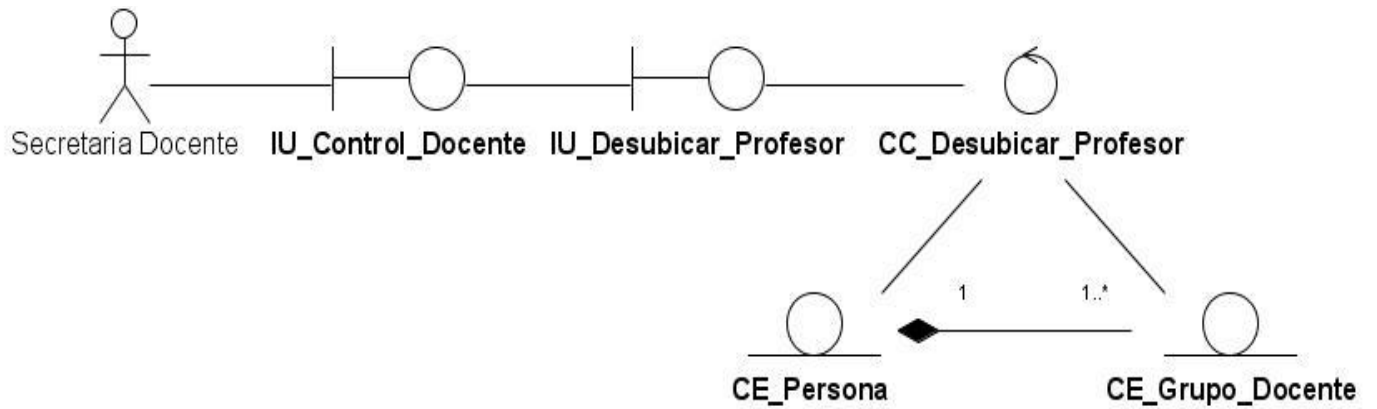 Secretaria Docente
IU_Control_Docente
IU_Desubicar_Profesor
CC_Desubicar_Profesor
1
1..*
CE_Persona
CE_Grupo_Docente